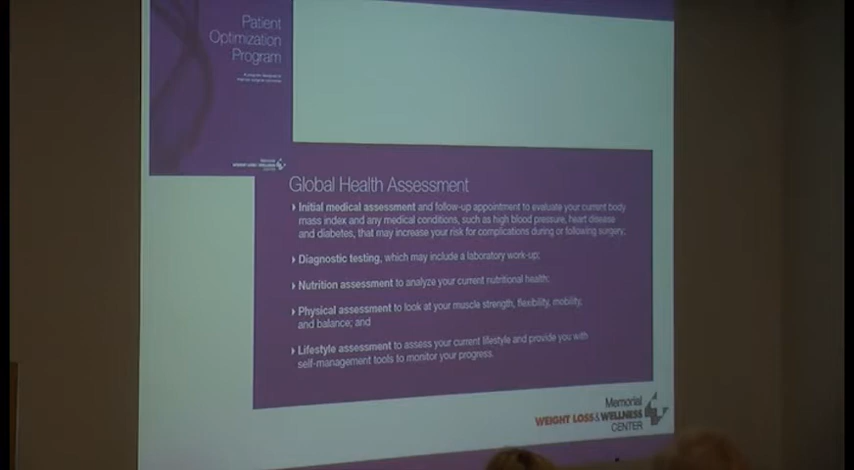 Patient
Optimization
Program
Memorial
WEIGHT LOSS & WELLNESS
CENTER
Global Health Assessment
Initial medical assessment and follow-up appointment to evaluate your current body
mass index and any medical conditions, such as high blood pressure, heart disease
and diabetes, that may increase your risk for complications during or following surgery;
Diagnostic testing, which may include a laboratory work-up;
Nutrition assessment to analyze your current nutritional health;
Physical assessment to look at your muscle strength, flexibility, mobility,
and balance; and
Lifestyle assessment to assess your current lifestyle and provide you with
self-management tools to monitor your progress.
Memorial
WEIGHT LOSS & WELLNESS
CENTER